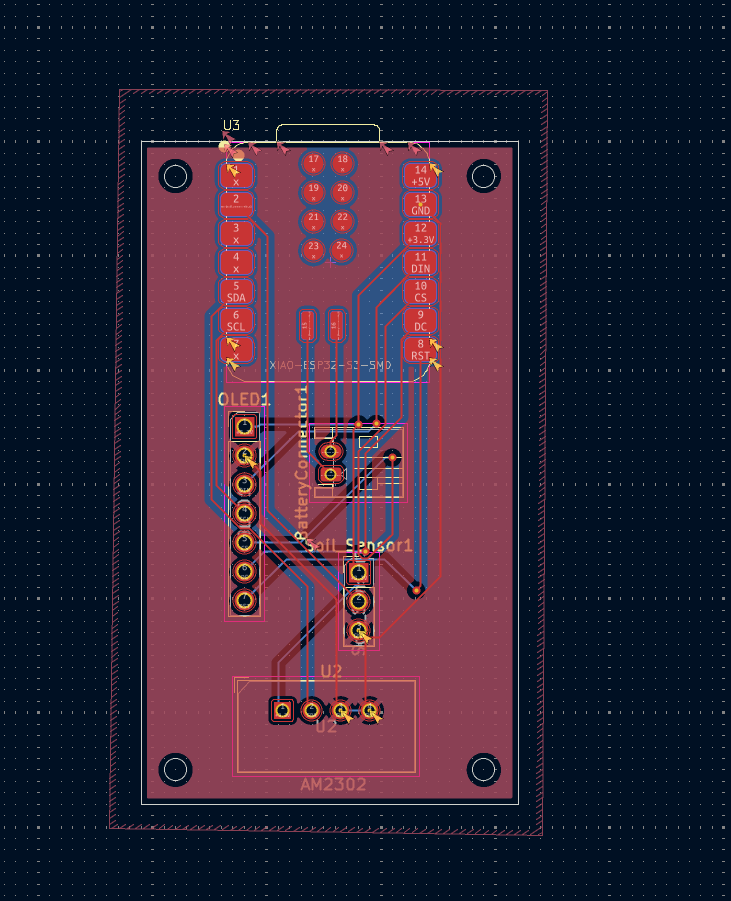 U3
17 18
14
+5V
x
2
19 20
13
GND
3
x
21 22
12
+3.3V
4
x
23 24
11
DIN
5
SDA
10
CS
6
SCL
15
16
9
DC
x
8
RST
XIAO-ESP32-S3-SMD
OLED1
BatteryConnector1
Soil_Sensor1
U2
U2
AM2302